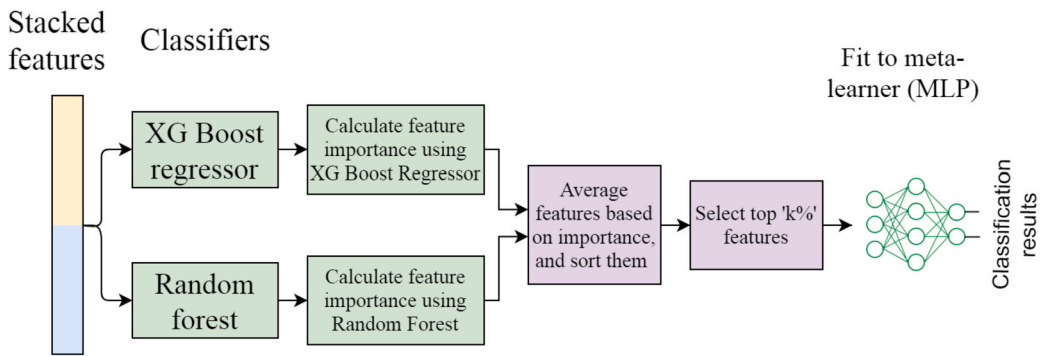 Stacked
features
Classifiers
XG Boost
regressor
Calculate feature
importance using
XG Boost Regressor
Random
forest
Calculate feature
importance using
Random Forest
Average
features based
on importance,
and sort them
Select top 'k%'
features
Fit to meta-
learner (MLP)
Classification
results